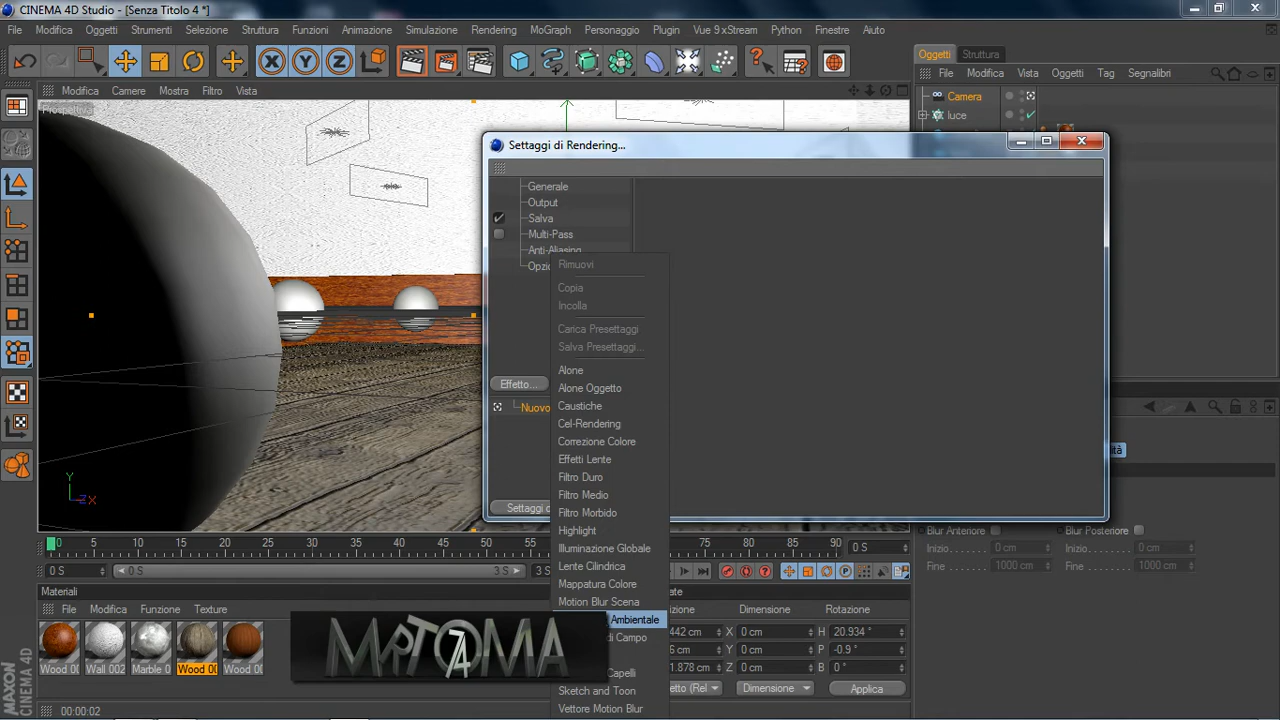 CINEMA 4D Studio - [Senza Titolo 4 *]
File Modifica Oggetti Strumenti Selezione Struttura Funzioni Animazione Simulazione Rendering MoGraph Personaggio Plugin Vue 9 xStream Python Finestre Aiuto
Oggetti Struttura
File Modifica Vista Oggetti Tag Segnalibri
Modifica Camere Mostra Filtro Vista
Prospettiva
Camera
luce
Settaggi di Rendering...
Generale
Output
Salva
Multi-Pass
Anti-Aliasing
Opzio
Rimuovi
Copia
Incolla
Carica Presettaggi
Salva Presettaggi...
Alone
Alone Oggetto
Caustiche
Cel-Rendering
Correzione Colore
Effetti Lente
Filtro Duro
Filtro Medio
Filtro Morbido
Highlight
Illuminazione Globale
Lente Cilindrica
Mappatura Colore
Motion Blur Scena
Ambientale
di Campo
Capelli
Sketch and Toon
Vettore Motion Blur
Effetto...
Nuovo
Settaggi d
Blur Anteriore Blur Posteriore
Inizio 0 cm Inizio 0 cm
Fine 1000 cm Fine 1000 cm
Y
Z X
0 5 10 15 20 25 30 35 40 45 50 75 80 85 90 0 S
0 S 0 S 3 S
Materiali
File Modifica Funzione Texture
Wood 00 Wall 002 Marble 0 Wood 00 Wood 00
MRTOMA
74
Dimensione Rotazione
442 cm X 0 cm H 20.934 °
6 cm Y 0 cm P -0.9 °
1.878 cm Z 0 cm B 0 °
etto (Rel Dimensione Applica
MAXON
CINEMA 4D
00:00:02